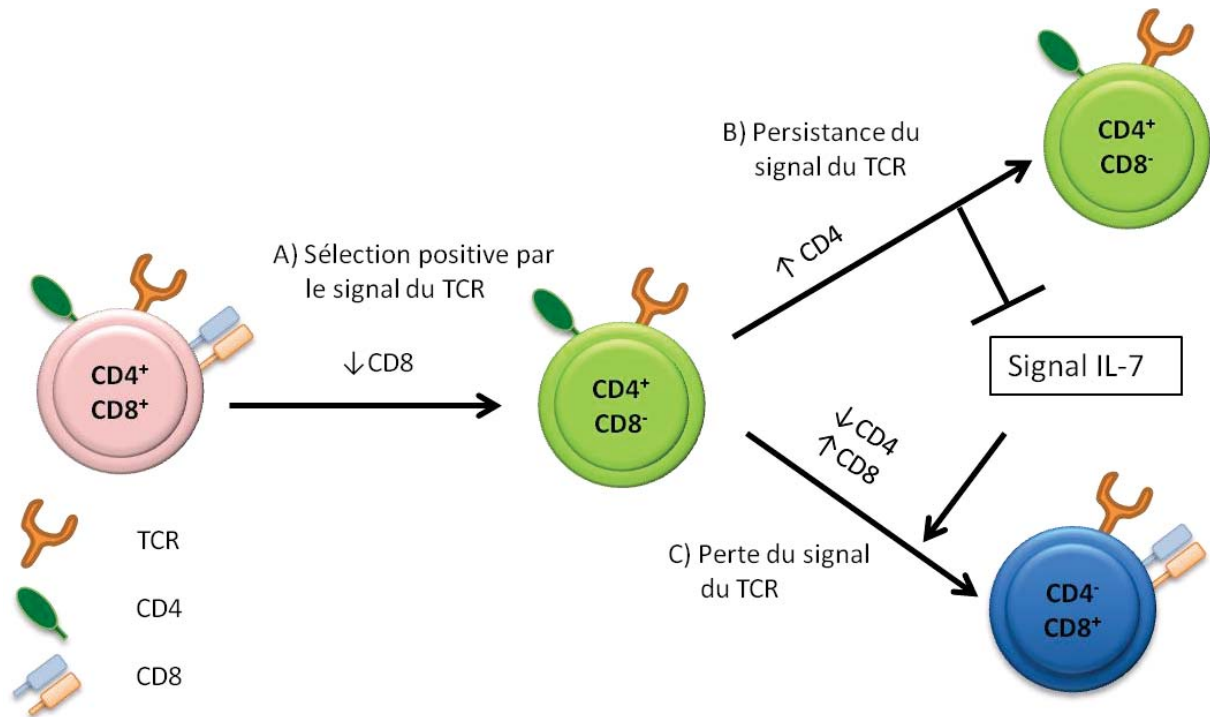 A) Sélection positive par
le signal du TCR
↓CD8
CD4⁺
CD8⁺
CD4⁺
CD8⁻
B) Persistance du
signal du TCR
↑ CD4
CD4⁺
CD8⁻
Signal IL-7
↓CD4
↑CD8
C) Perte du signal
du TCR
CD4⁻
CD8⁺
TCR
CD4
CD8